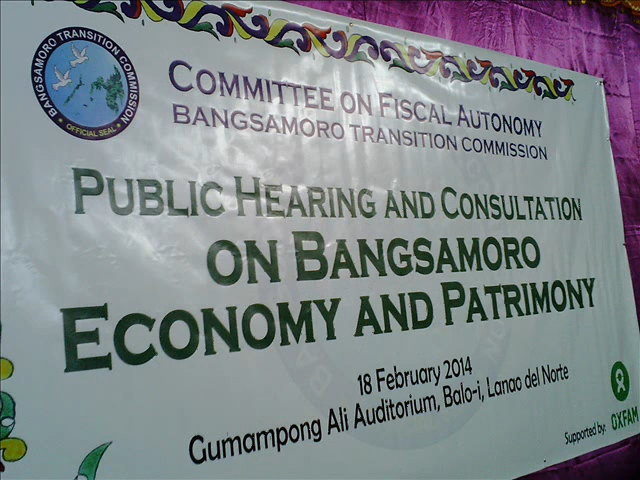 BANGSAMORO TRANSITION COMMISSION
OFFICIAL SEAL
COMMITTEE ON FISCAL AUTONOMY
BANGSAMORO TRANSITION COMMISSION
PUBLIC HEARING AND CONSULTATION
ON BANGSAMORO
ECONOMY AND PATRIMONY
18 February 2014
Gumampong Ali Auditorium, Balo-i, Lanao del Norte
Supported by: OXFAM